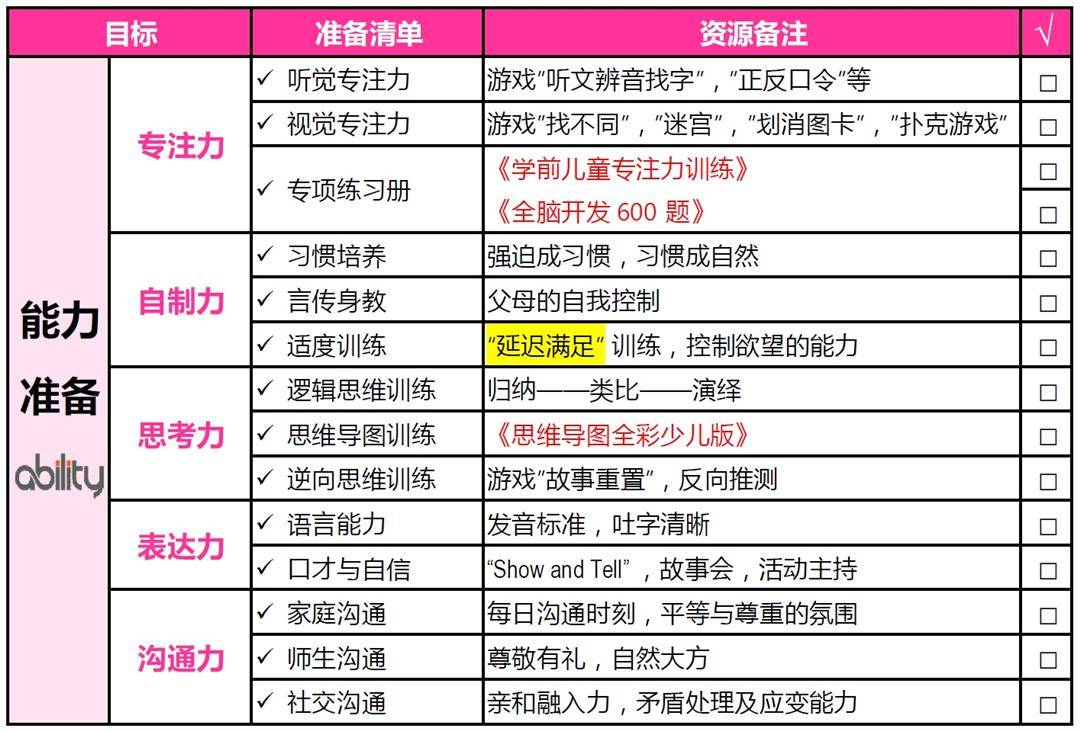 目标 准备清单 资源备注 √
能力
准备
ability
专注力
✓ 听觉专注力 游戏"听文辨音找字"，"正反口令"等 □
✓ 视觉专注力 游戏"找不同"，"迷宫"，"划消图卡"，"扑克游戏" □
✓ 专项练习册 《学前儿童专注力训练》 □
《全脑开发 600 题》 □
自制力
✓ 习惯培养 强迫成习惯，习惯成自然 □
✓ 言传身教 父母的自我控制 □
✓ 适度训练 "延迟满足" 训练，控制欲望的能力 □
思考力
✓ 逻辑思维训练 归纳——类比——演绎 □
✓ 思维导图训练 《思维导图全彩少儿版》 □
✓ 逆向思维训练 游戏"故事重置"，反向推测 □
表达力
✓ 语言能力 发音标准，吐字清晰 □
✓ 口才与自信 "Show and Tell"，故事会，活动主持 □
沟通力
✓ 家庭沟通 每日沟通时刻，平等与尊重的氛围 □
✓ 师生沟通 尊敬有礼，自然大方 □
✓ 社交沟通 亲和融入力，矛盾处理及应变能力 □